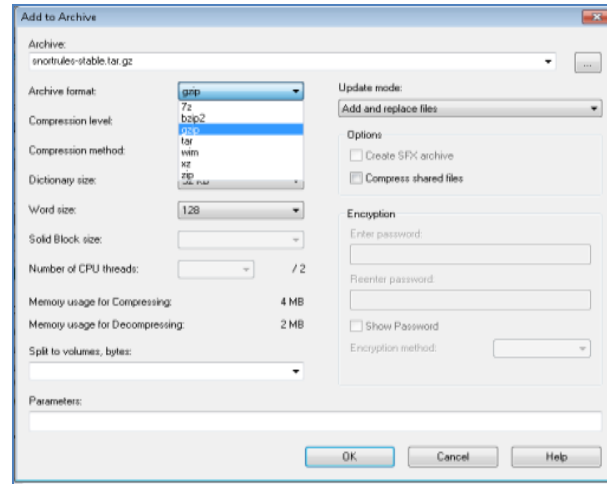 Add to Archive
Archive:
snortrules-stable.tar.gz
...
Archive format:
gzip
7z
bzip2
gzip
tar
wim
xz
zip
Compression level:
Compression method:
Dictionary size:
32 KB
Word size:
128
Solid Block size:
Number of CPU threads:
/ 2
Memory usage for Compressing:
4 MB
Memory usage for Decompressing:
2 MB
Split to volumes, bytes:
Update mode:
Add and replace files
Options
Create SFX archive
Compress shared files
Encryption
Enter password:
Reenter password:
Show Password
Encryption method:
Parameters:
OK
Cancel
Help